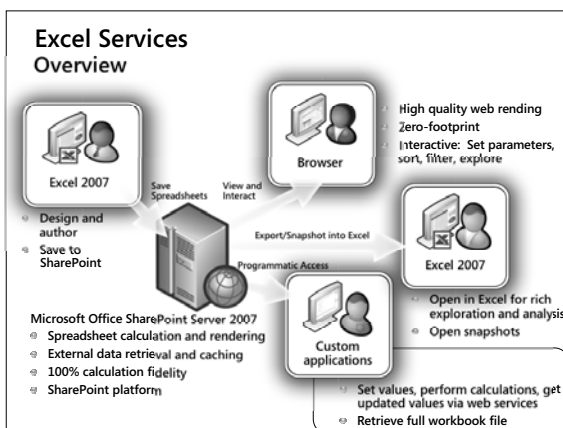 Excel Services
Overview
Excel 2007
Design and
author
Save to
SharePoint
Save
Spreadsheets
View and
Interact
Browser
High quality web rending
Zero-footprint
Interactive: Set parameters,
sort, filter, explore
Export/Snapshot into Excel
Excel 2007
Open in Excel for rich
exploration and analysis
Open snapshots
Programmatic Access
Custom
applications
Set values, perform calculations, get
updated values via web services
Retrieve full workbook file
Microsoft Office SharePoint Server 2007
Spreadsheet calculation and rendering
External data retrieval and caching
100% calculation fidelity
SharePoint platform